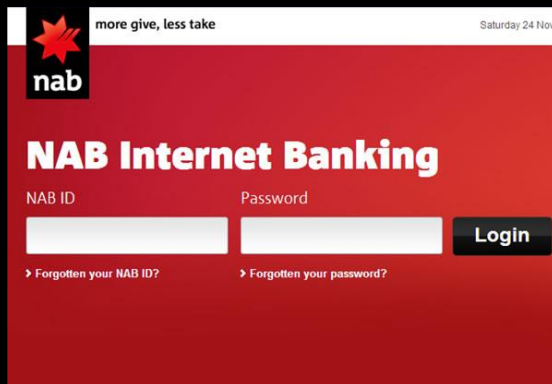 more give, less take
Saturday 24 Nov
nab
NAB Internet Banking
NAB ID
Password
Login
> Forgotten your NAB ID?
> Forgotten your password?